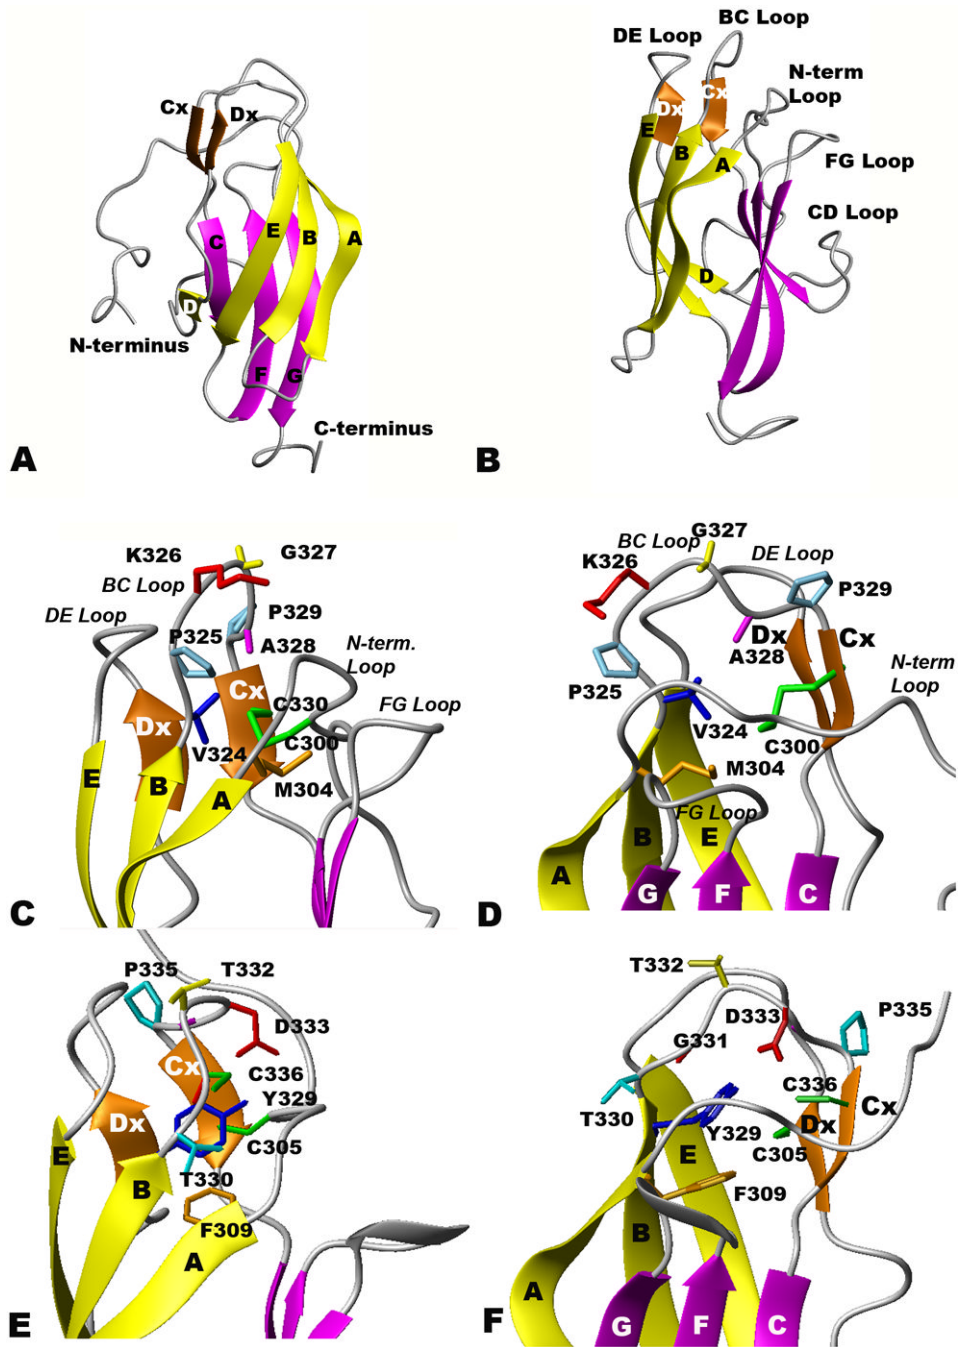 Cx
Dx
C
E
B
A
D
N-terminus
F
G
C-terminus
A
BC Loop
DE Loop
N-term
Loop
Cx
Dx
E
B
A
FG Loop
CD Loop
D
B
K326
G327
BC Loop
DE Loop
P329
P325
A328
N-term.
Loop
Cx
C330
FG Loop
Dx
V324
C300
E
B
A
M304
C
G327
BC Loop
DE Loop
K326
P329
Dx
Cx
A328
P325
N-term
Loop
V324
C300
M304
FG Loop
B
E
A
G
F
C
D
P335
T332
D333
Cx
C336
Y329
Dx
C305
E
T330
B
F309
A
E
T332
P335
D333
G331
C336
Cx
T330
Y329
Dx
C305
E
F309
B
A
G
F
C
F